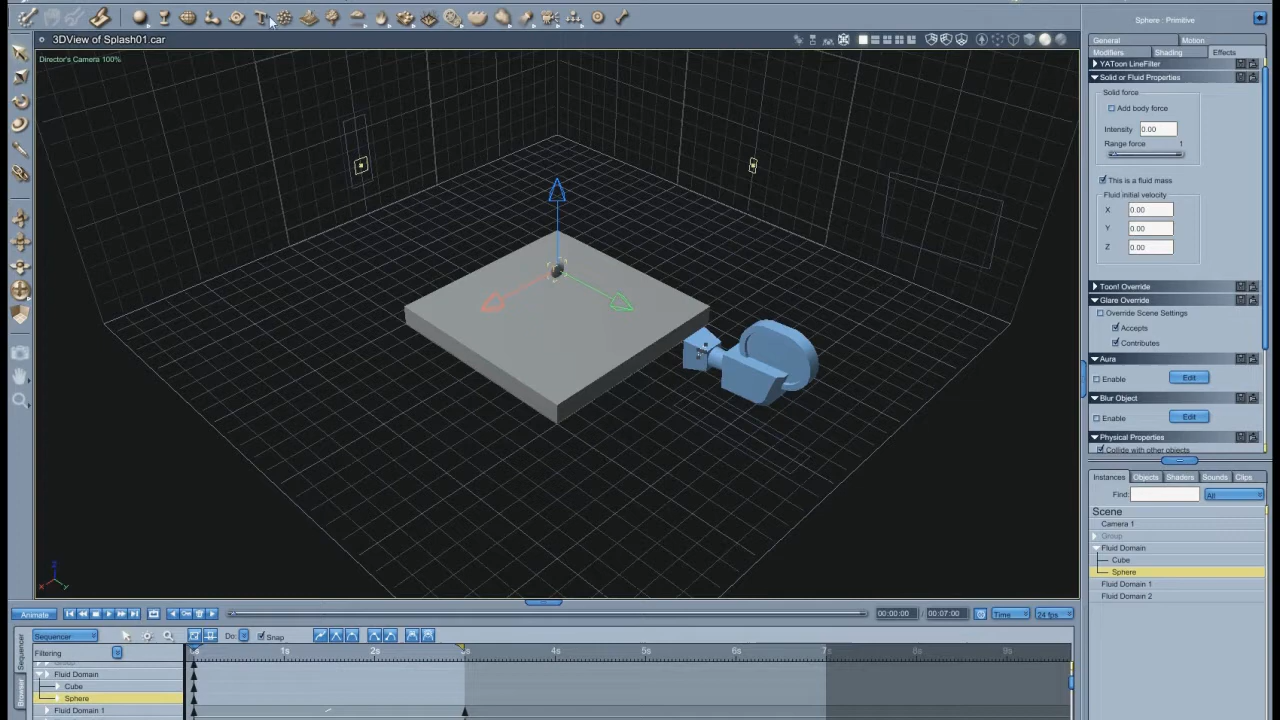 Sphere : Primitive
3DView of Splash01.car
General
Motion
Modifiers
Shading
Effects
Director's Camera 100%
YAToon LineFilter
Solid or Fluid Properties
Solid force
Add body force
Intensity
0.00
Range force
1
This is a fluid mass
Fluid initial velocity
X
0.00
Y
0.00
Z
0.00
Toon! Override
Glare Override
Override Scene Settings
Accepts
Contributes
Aura
Enable
Edit
Blur Object
Enable
Edit
Physical Properties
Collide with other objects
Instances
Objects
Shaders
Sounds
Clips
Find:
All
Scene
Camera 1
Group
Fluid Domain
Cube
Sphere
Fluid Domain 1
Fluid Domain 2
Z
X
Y
Animate
00:00:00
00:07:00
Time
24 fps
Sequencer
Do:
Snap
Filtering
0s
1s
2s
3s
4s
5s
6s
7s
8s
9s
Group
Fluid Domain
Cube
Sphere
Fluid Domain 1
Sequencer
Browser